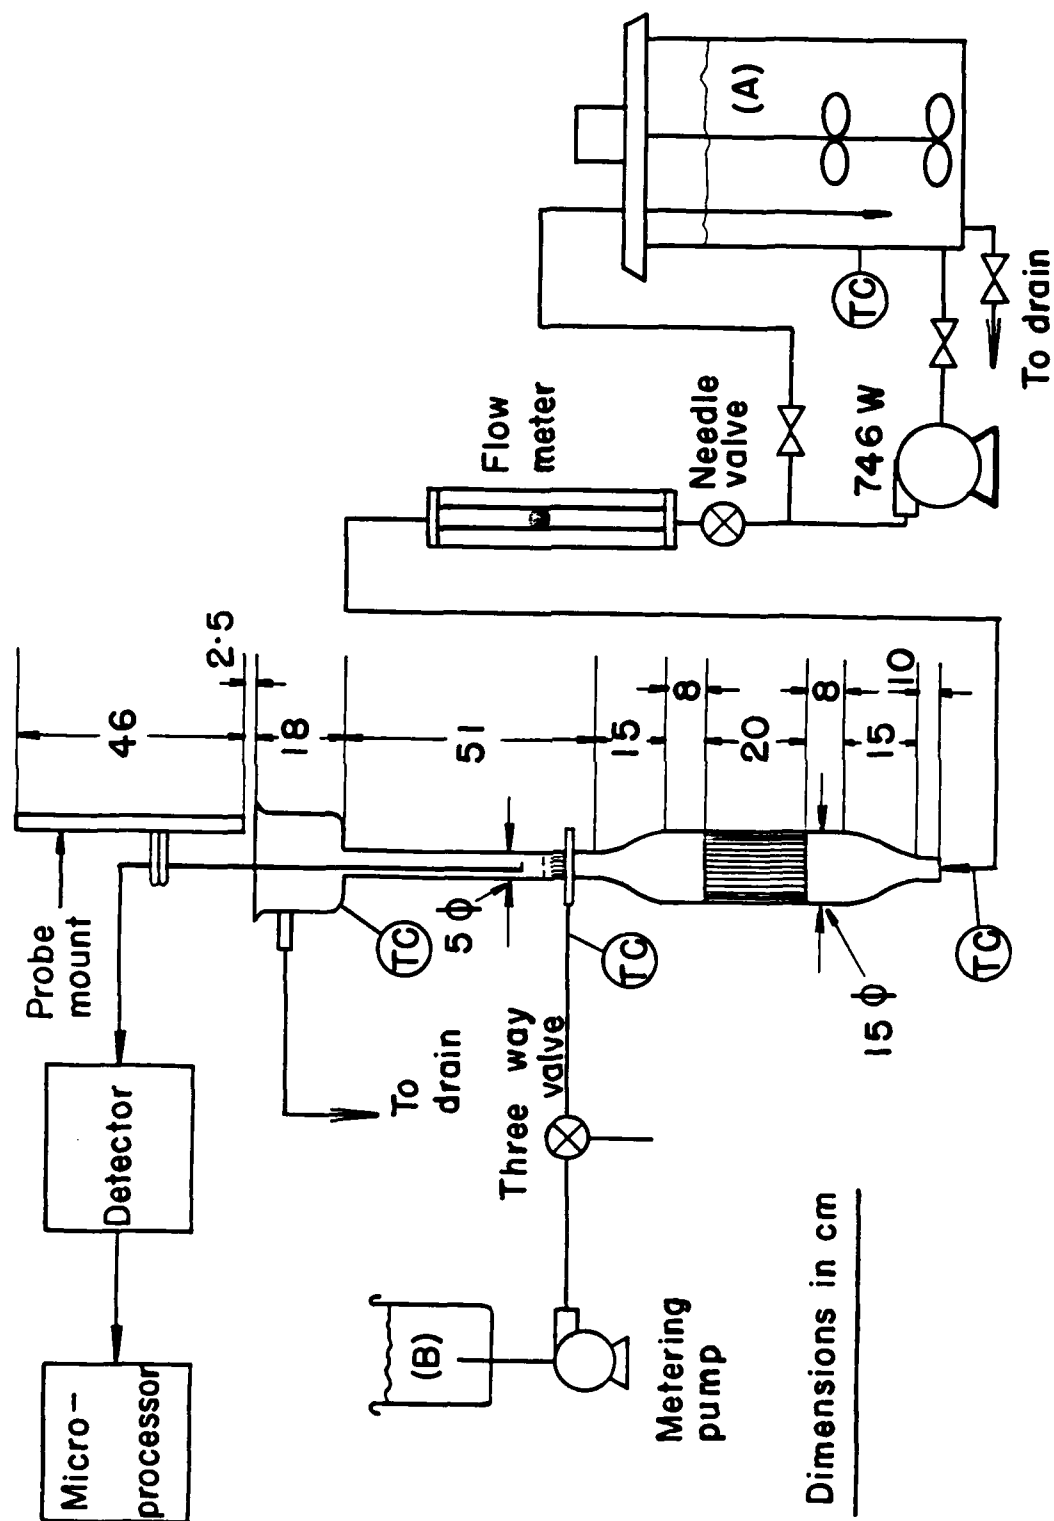 Micro-
processor
Detector
Probe
mount
46
2·5
18
51
15
8
20
8
15
10
To
drain
TC
5 ϕ
TC
15 ϕ
TC
Three way
valve
(B)
Metering
pump
Flow
meter
Needle
valve
746 W
(A)
TC
To drain
Dimensions in cm